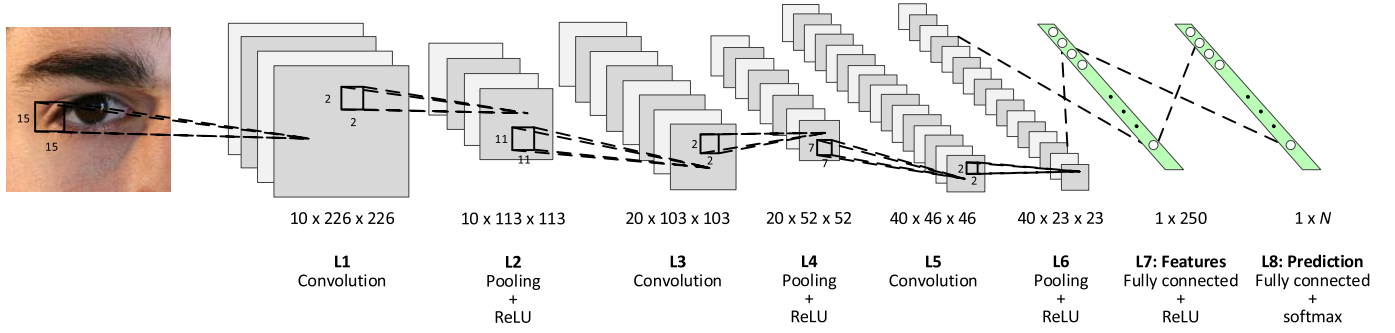 15
15
2
2
11
11
2
2
7
7
2
2
10 x 226 x 226
10 x 113 x 113
20 x 103 x 103
20 x 52 x 52
40 x 46 x 46
40 x 23 x 23
1 x 250
1 x N
L1
Convolution
L2
Pooling
+
ReLU
L3
Convolution
L4
Pooling
+
ReLU
L5
Convolution
L6
Pooling
+
ReLU
L7: Features
Fully connected
+
ReLU
L8: Prediction
Fully connected
+
softmax